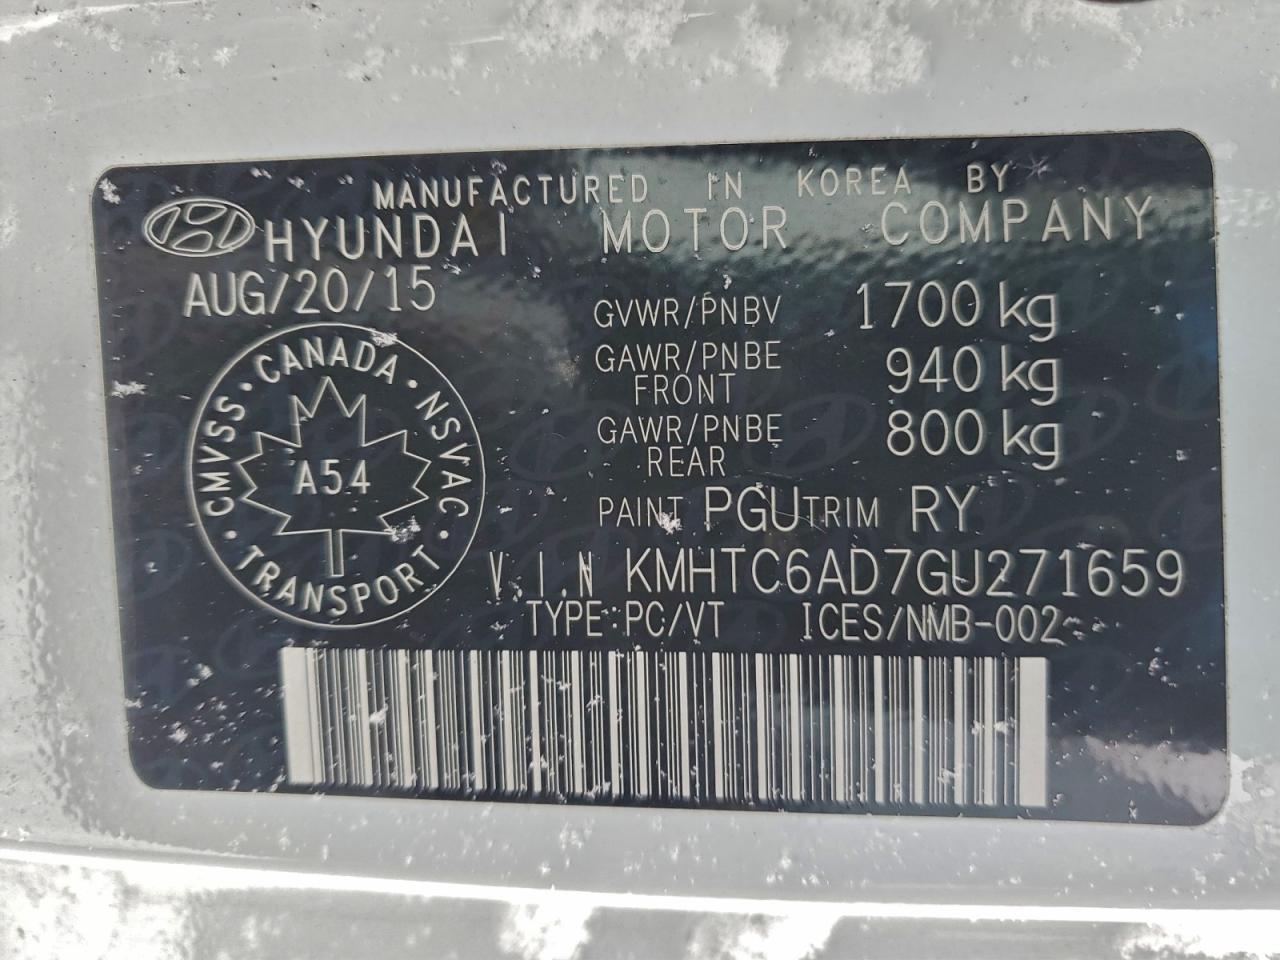 MANUFACTURED IN KOREA BY
HYUNDAI MOTOR COMPANY
AUG/20/15
GVWR/PNBV 1700 kg
GAWR/PNBE FRONT 940 kg
GAWR/PNBE REAR 800 kg
PAINT PGU TRIM RY
V.I.N KMHTC6AD7GU271659
TYPE:PC/VT ICES/NMB-002
CANADA · NSVAC · TRANSPORT · CMVSS ·
A54